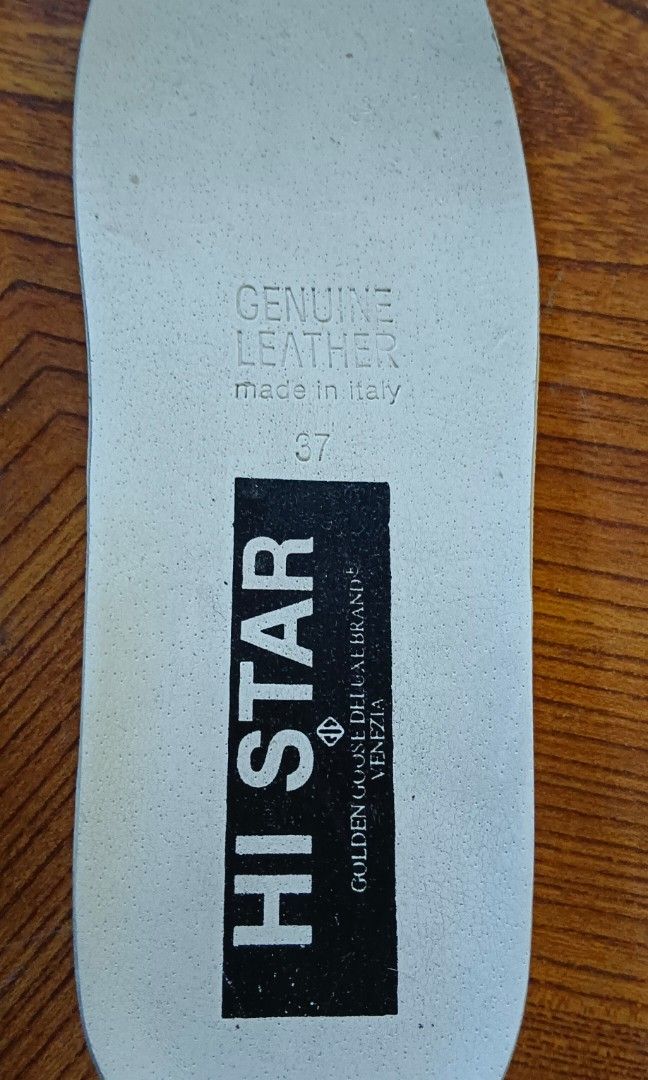 GENUINE
LEATHER
made in italy
37
HI STAR
GOLDEN GOOSE DELUXE BRAND
VENEZIA